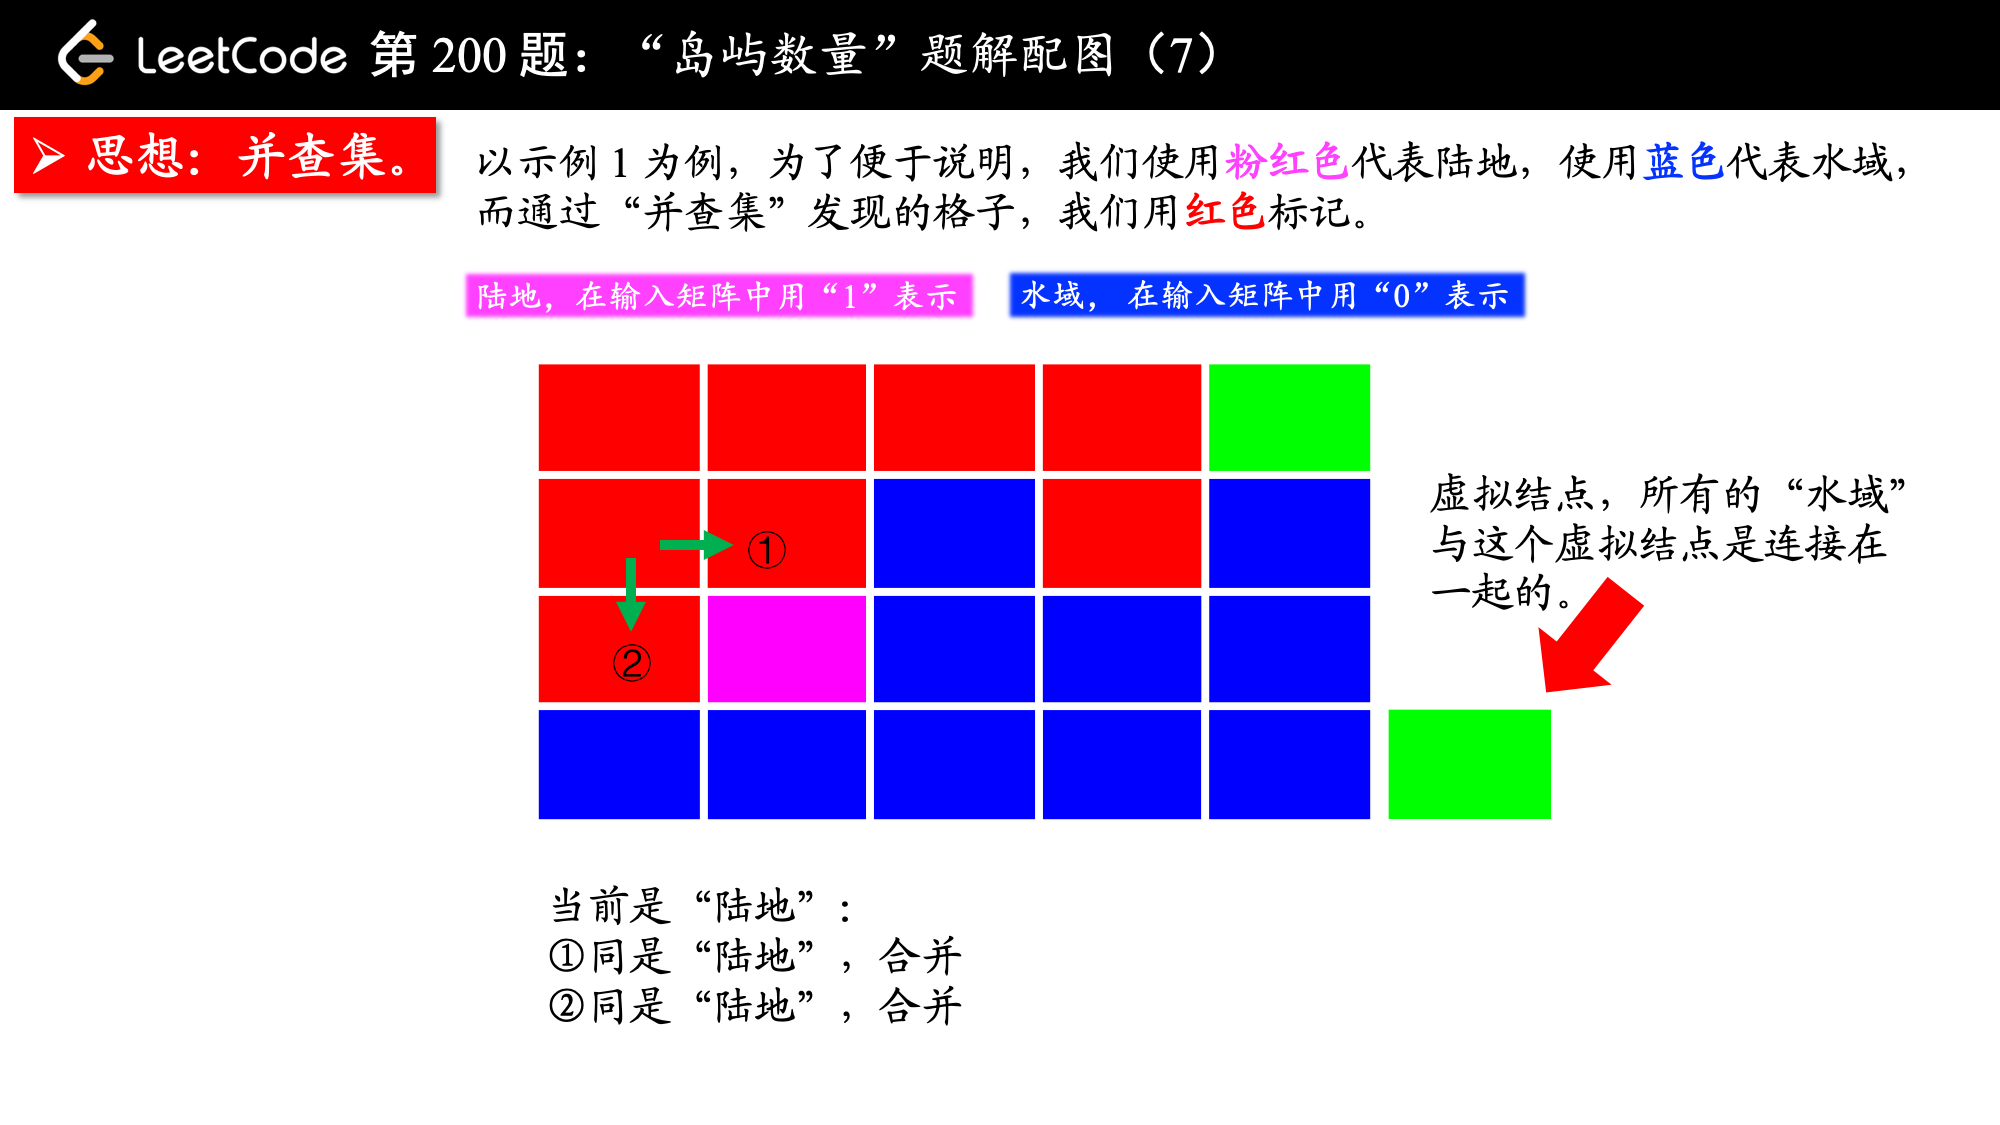 LeetCode 第 200 题：“岛屿数量”题解配图（7）
思想：并查集。
以示例 1 为例，为了便于说明，我们使用粉红色代表陆地，使用蓝色代表水域，
而通过“并查集”发现的格子，我们用红色标记。
陆地，在输入矩阵中用“1”表示
水域， 在输入矩阵中用“0”表示
①
②
虚拟结点，所有的“水域”
与这个虚拟结点是连接在
一起的。
当前是“陆地”：
①同是“陆地”，合并
②同是“陆地”，合并